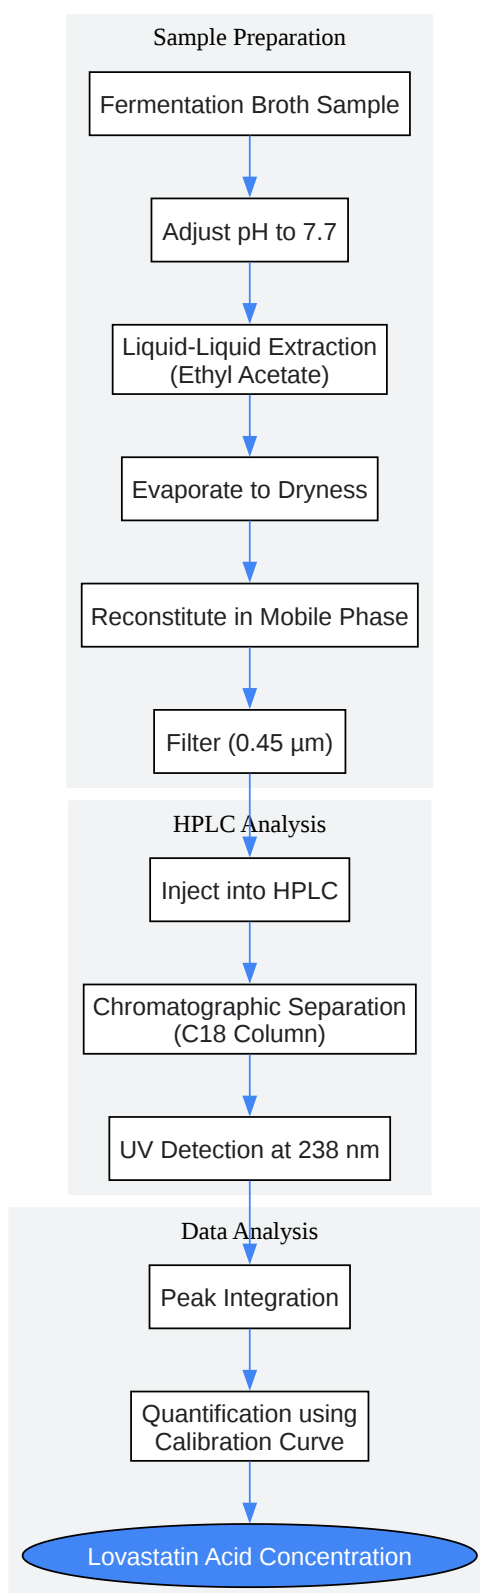 Sample Preparation
Fermentation Broth Sample
Adjust pH to 7.7
Liquid-Liquid Extraction
(Ethyl Acetate)
Evaporate to Dryness
Reconstitute in Mobile Phase
Filter (0.45 µm)
HPLC Analysis
Inject into HPLC
Chromatographic Separation
(C18 Column)
UV Detection at 238 nm
Data Analysis
Peak Integration
Quantification using
Calibration Curve
Lovastatin Acid Concentration